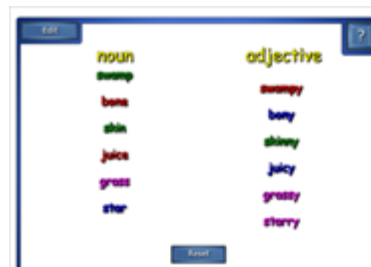 Edit
?
noun
adjective
swamp
swampy
bone
bony
skin
skinny
juice
juicy
grass
grassy
star
starry
Reset